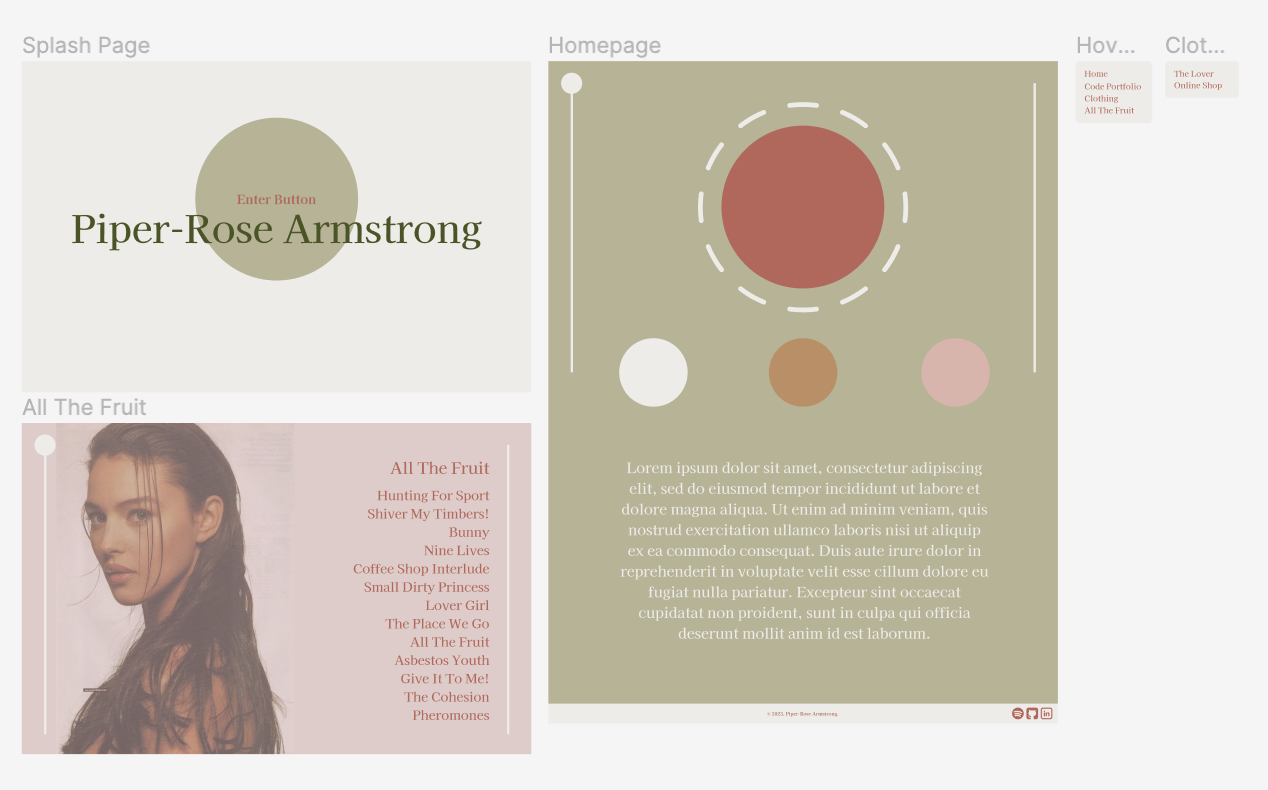 Splash Page
Enter Button
Piper-Rose Armstrong
All The Fruit
All The Fruit
Hunting For Sport
Shiver My Timbers!
Bunny
Nine Lives
Coffee Shop Interlude
Small Dirty Princess
Lover Girl
The Place We Go
All The Fruit
Asbestos Youth
Give It To Me!
The Cohesion
Pheromones
Homepage
Lorem ipsum dolor sit amet, consectetur adipiscing
elit, sed do eiusmod tempor incididunt ut labore et
dolore magna aliqua. Ut enim ad minim veniam, quis
nostrud exercitation ullamco laboris nisi ut aliquip
ex ea commodo consequat. Duis aute irure dolor in
reprehenderit in voluptate velit esse cillum dolore eu
fugiat nulla pariatur. Excepteur sint occaecat
cupidatat non proident, sunt in culpa qui officia
deserunt mollit anim id est laborum.
© 2023, Piper-Rose Armstrong.
in
Hov...
Home
Code Portfolio
Clothing
All The Fruit
Clot...
The Lover
Online Shop